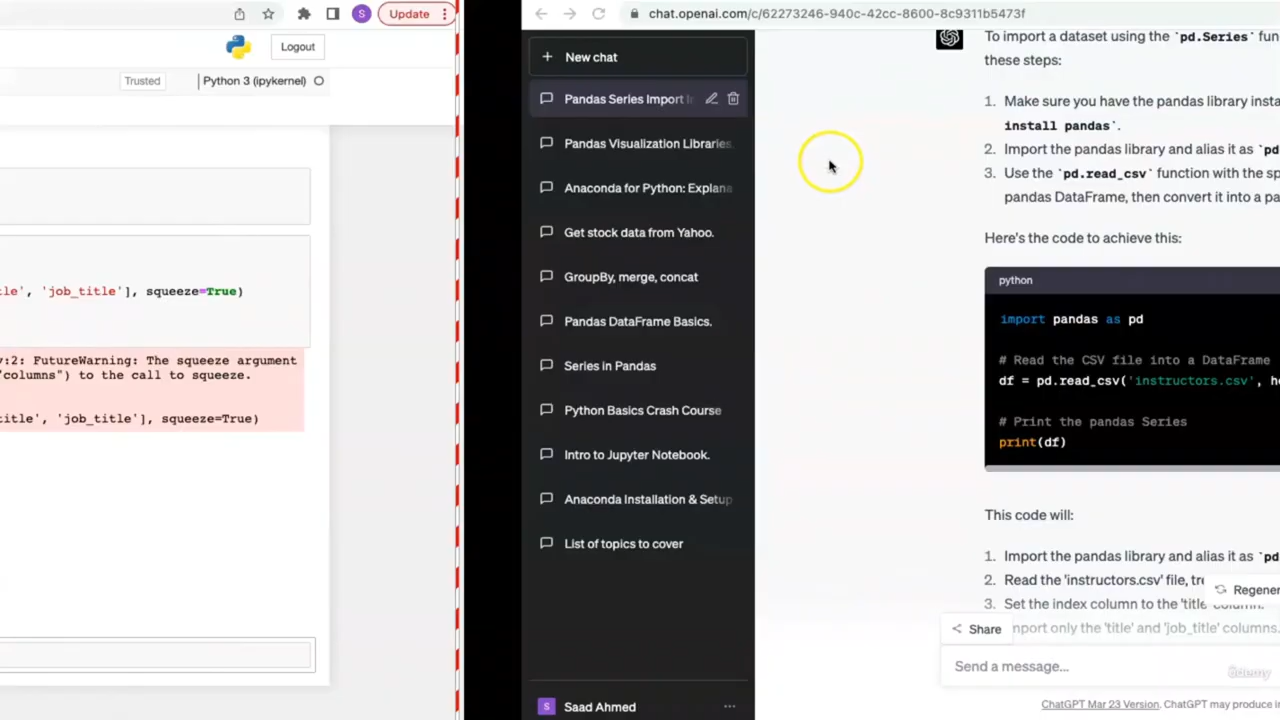 S
Update
Logout
Trusted
Python 3 (ipykernel)
'job_title'], squeeze=True)
FutureWarning: The squeeze argument
"columns") to the call to squeeze.
'job_title'], squeeze=True)
chat.openai.com/c/62273246-940c-42cc-8600-8c9311b5473f
New chat
Pandas Series Import
Pandas Visualization Libraries.
Anaconda for Python: Explana
Get stock data from Yahoo.
GroupBy, merge, concat
Pandas DataFrame Basics.
Series in Pandas
Python Basics Crash Course
Intro to Jupyter Notebook.
Anaconda Installation & Setup
List of topics to cover
S
Saad Ahmed
To import a dataset using the `pd.Series` fun
these steps:
1. Make sure you have the pandas library insta
install pandas`.
2. Import the pandas library and alias it as `pd
3. Use the `pd.read_csv` function with the sp
pandas DataFrame, then convert it into a pa
Here's the code to achieve this:
python
import pandas as pd
# Read the CSV file into a DataFrame
df = pd.read_csv('instructors.csv', he
# Print the pandas Series
print(df)
This code will:
1. Import the pandas library and alias it as `pd
2. Read the 'instructors.csv' file, tre
Regener
3. Set the index column to the 'title' column.
Share
mport only the 'title' and 'job_title' columns.
Send a message...
ûdemy
ChatGPT Mar 23 Version. ChatGPT may produce i